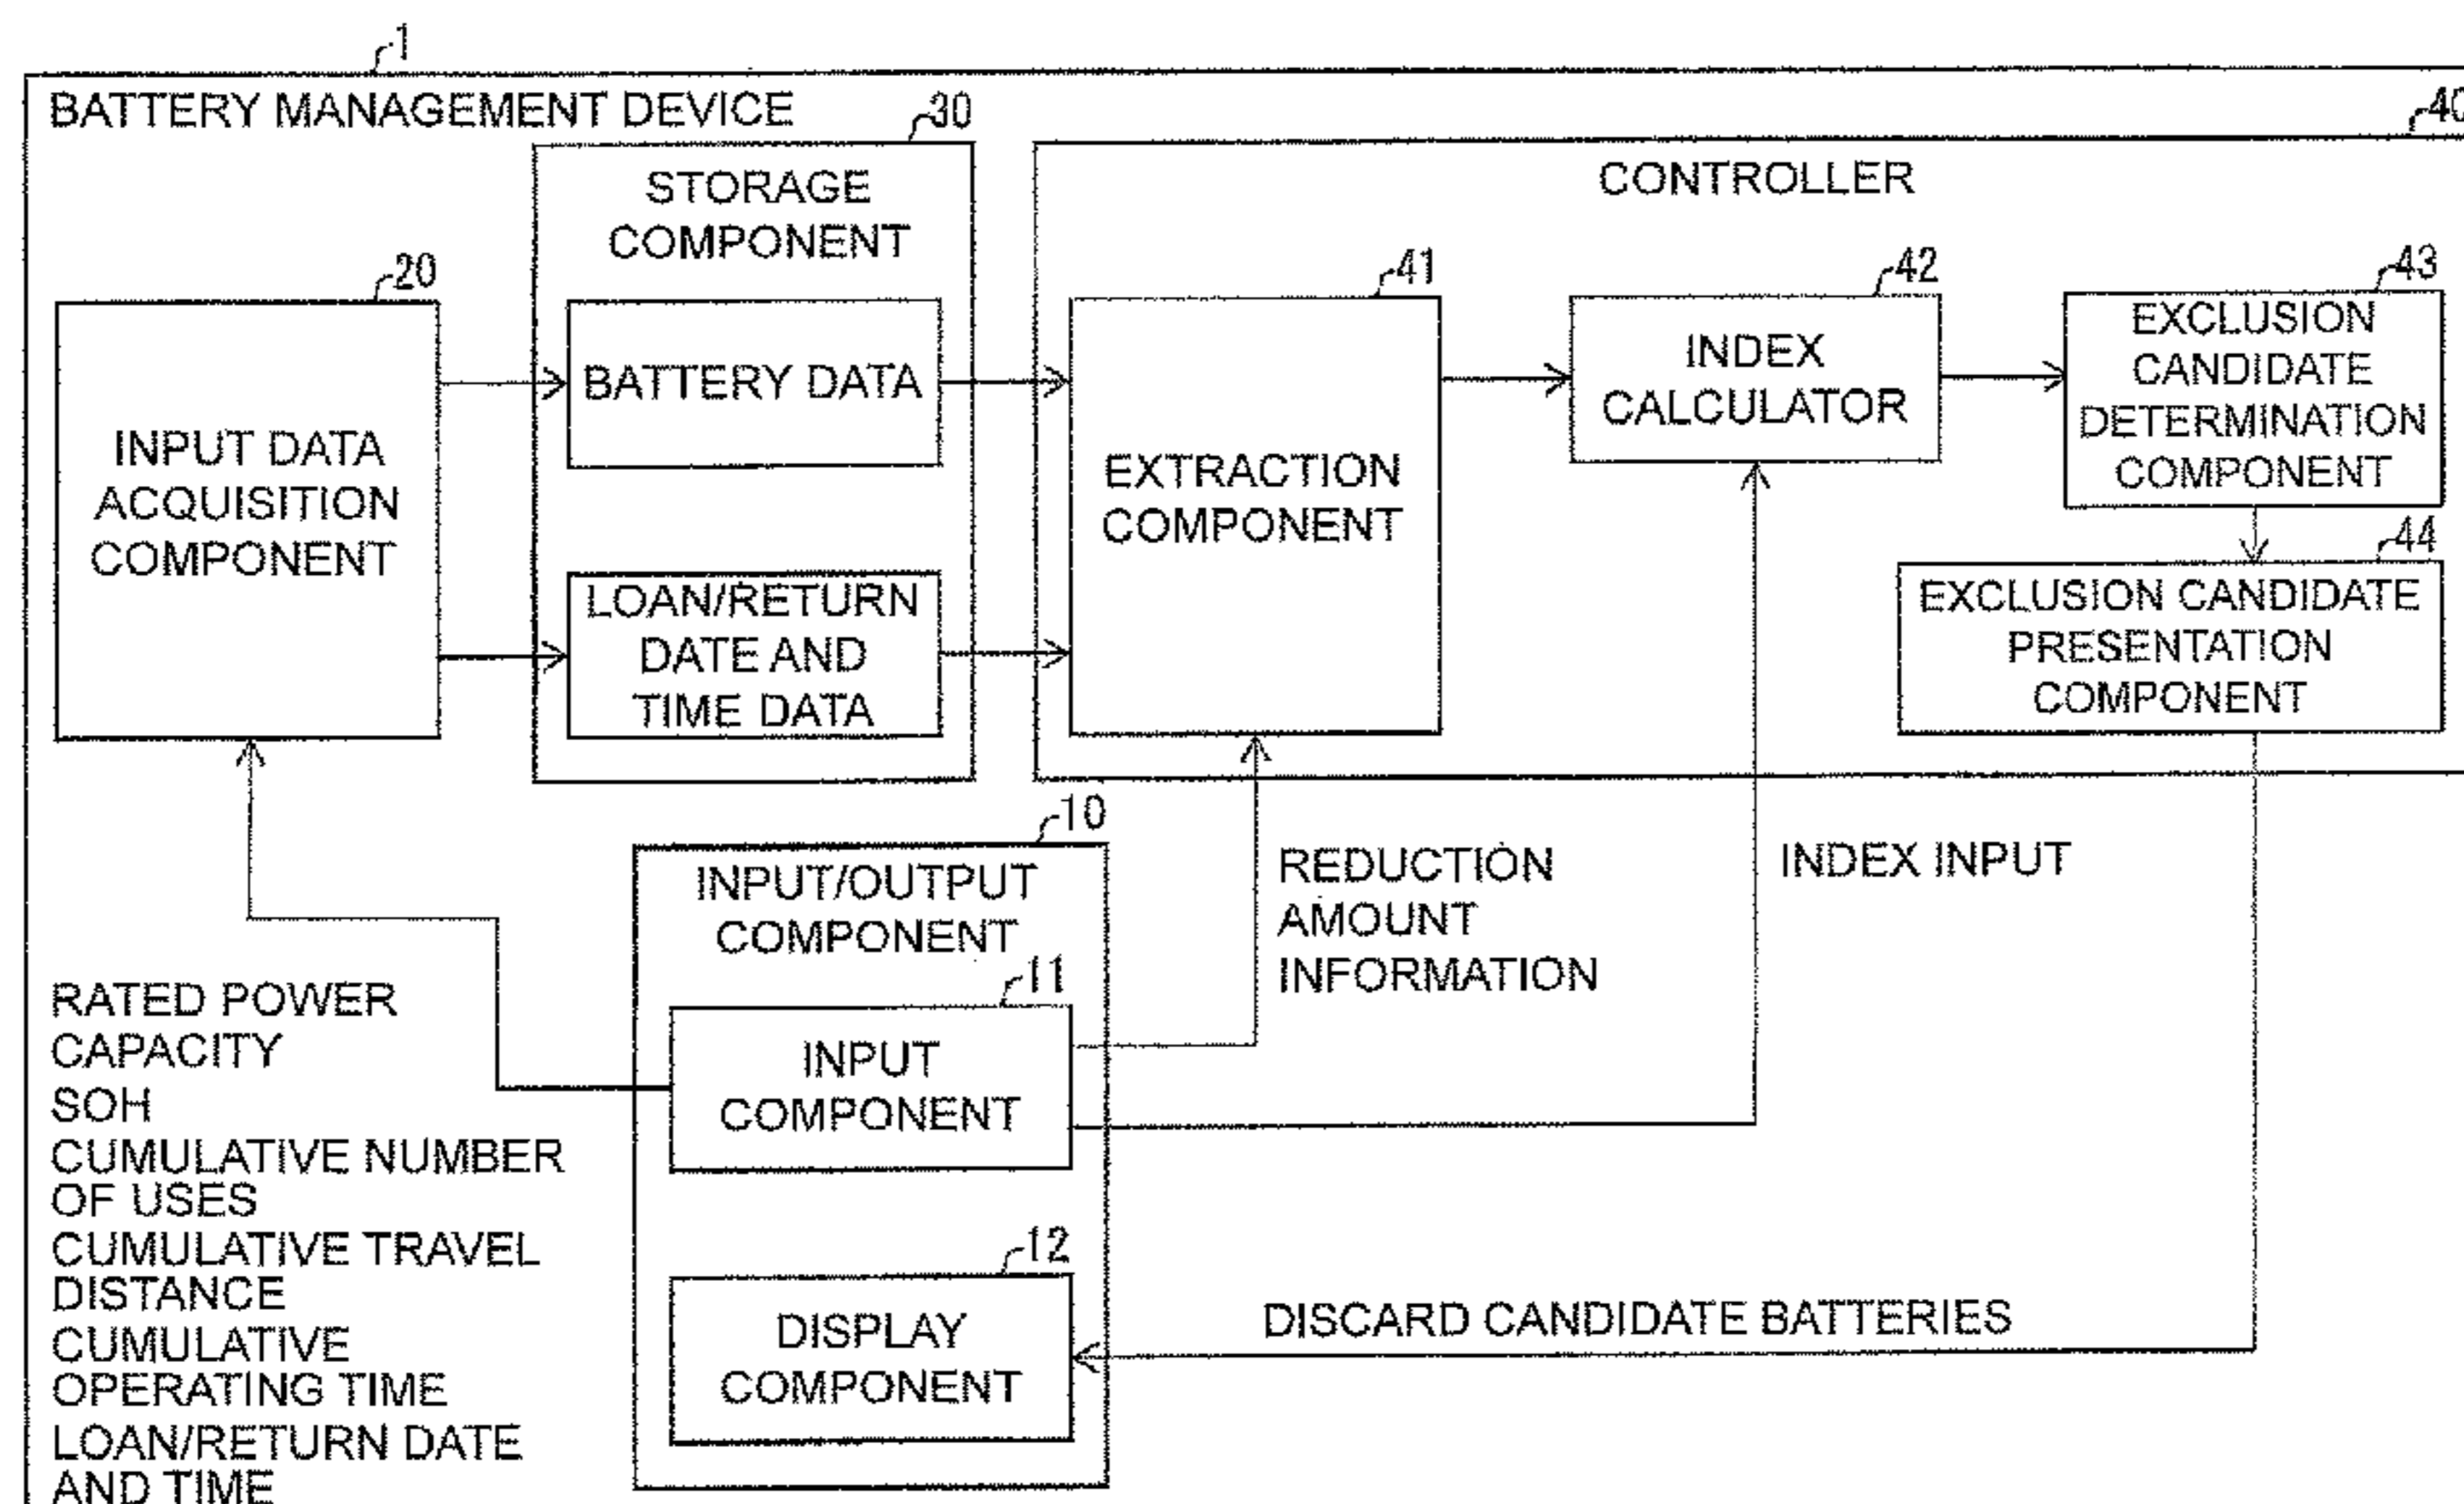 1
BATTERY MANAGEMENT DEVICE
30
40
STORAGE
COMPONENT
CONTROLLER
20
41
42
43
INPUT DATA
ACQUISITION
COMPONENT
BATTERY DATA
LOAN/RETURN
DATE AND
TIME DATA
EXTRACTION
COMPONENT
INDEX
CALCULATOR
EXCLUSION
CANDIDATE
DETERMINATION
COMPONENT
44
EXCLUSION CANDIDATE
PRESENTATION
COMPONENT
10
INPUT/OUTPUT
COMPONENT
REDUCTION
AMOUNT
INFORMATION
INDEX INPUT
11
INPUT
COMPONENT
12
DISPLAY
COMPONENT
DISCARD CANDIDATE BATTERIES
RATED POWER
CAPACITY
SOH
CUMULATIVE NUMBER
OF USES
CUMULATIVE TRAVEL
DISTANCE
CUMULATIVE
OPERATING TIME
LOAN/RETURN DATE
AND TIME